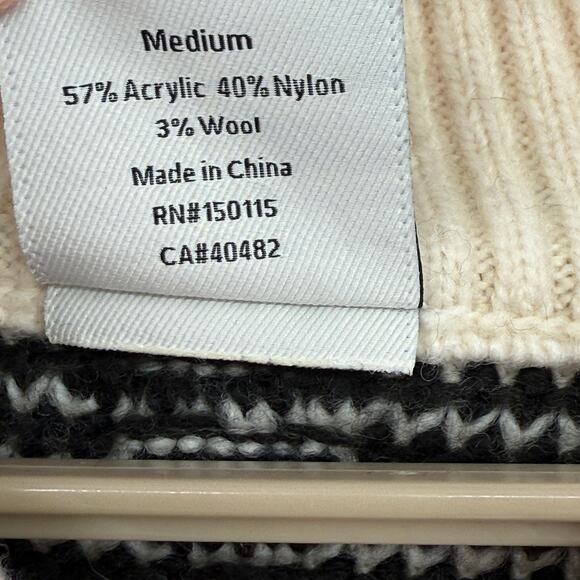 Medium
57% Acrylic 40% Nylon
3% Wool
Made in China
RN#150115
CA#40482